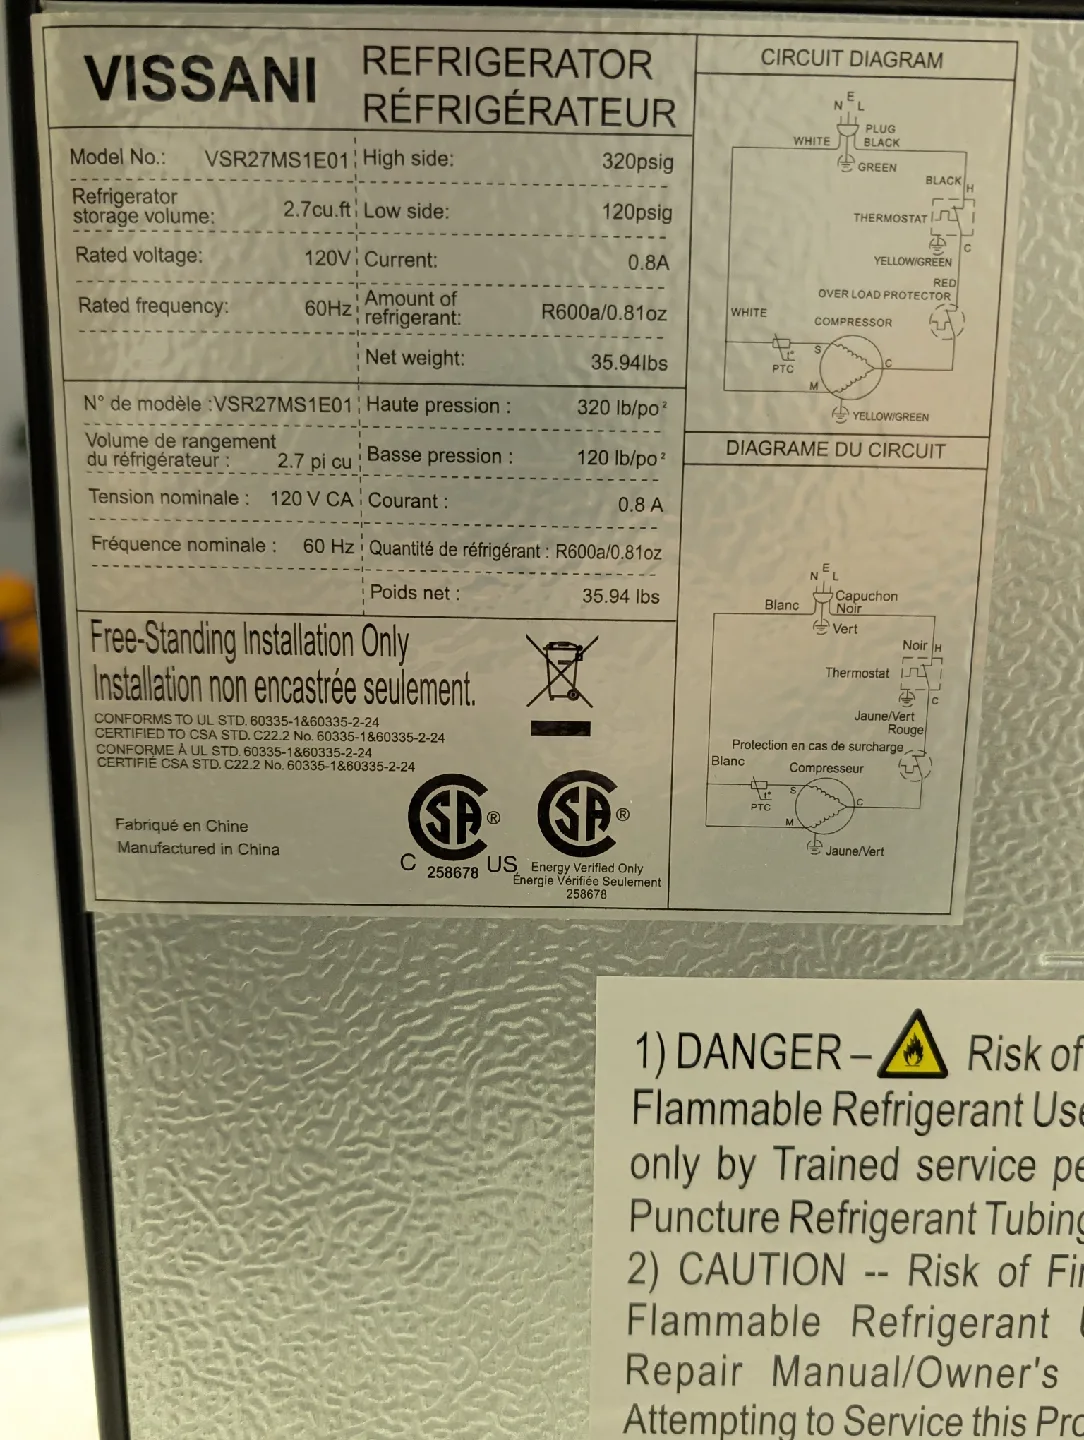 VISSANI
REFRIGERATOR
RÉFRIGÉRATEUR
Model No.: VSR27MS1E01
High side: 320psig
Refrigerator
storage volume: 2.7cu.ft
Low side: 120psig
Rated voltage: 120V
Current: 0.8A
Rated frequency: 60Hz
Amount of
refrigerant: R600a/0.81oz
Net weight: 35.94lbs
N° de modèle :VSR27MS1E01
Haute pression : 320 lb/po²
Volume de rangement
du réfrigérateur : 2.7 pi cu
Basse pression : 120 lb/po²
Tension nominale : 120 V CA
Courant : 0.8 A
Fréquence nominale : 60 Hz
Quantité de réfrigérant : R600a/0.81oz
Poids net : 35.94 lbs
Free-Standing Installation Only
Installation non encastrée seulement.
CONFORMS TO UL STD. 60335-1&60335-2-24
CERTIFIED TO CSA STD. C22.2 No. 60335-1&60335-2-24
CONFORME À UL STD. 60335-1&60335-2-24
CERTIFIÉ CSA STD. C22.2 No. 60335-1&60335-2-24
Fabriqué en Chine
Manufactured in China
SA ®
C 258678 US
SA ®
Energy Verified Only
Énergie Vérifiée Seulement
258678
CIRCUIT DIAGRAM
N E L
PLUG
WHITE BLACK
GREEN
BLACK H
THERMOSTAT
C
YELLOW/GREEN
RED
OVER LOAD PROTECTOR
WHITE
COMPRESSOR
S
PTC
C
M
YELLOW/GREEN
DIAGRAME DU CIRCUIT
N E L
Capuchon
Blanc Noir
Vert
Noir H
Thermostat
C
Jaune/Vert
Rouge
Protection en cas de surcharge
Blanc
Compresseur
S
PTC
C
M
Jaune/Vert
1) DANGER – Risk of
Flammable Refrigerant Use
only by Trained service pe
Puncture Refrigerant Tubing
2) CAUTION -- Risk of Fir
Flammable Refrigerant U
Repair Manual/Owner's
Attempting to Service this Pro